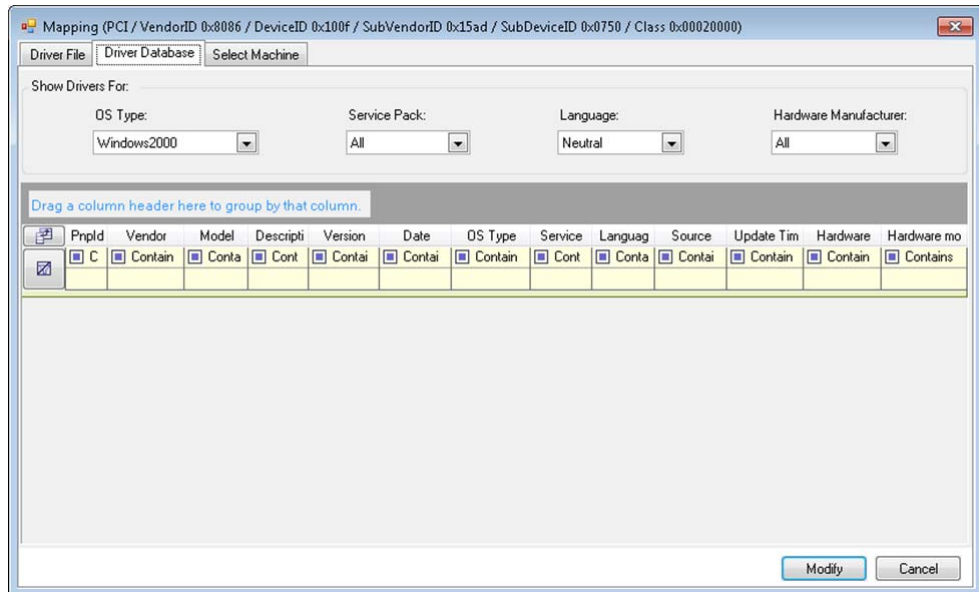 Mapping (PCI / VendorID 0x8086 / DeviceID 0x100f / SubVendorID 0x15ad / SubDeviceID 0x0750 / Class 0x00020000)
Driver File Driver Database Select Machine
Show Drivers For:
OS Type: Service Pack: Language: Hardware Manufacturer:
Windows2000 All Neutral All
Drag a column header here to group by that column.
PnpId Vendor Model Descripti Version Date OS Type Service Languag Source Update Tim Hardware Hardware mo
C Contain Conta Cont Contai Contai Contain Cont Conta Contai Contain Contain Contains
Modify Cancel